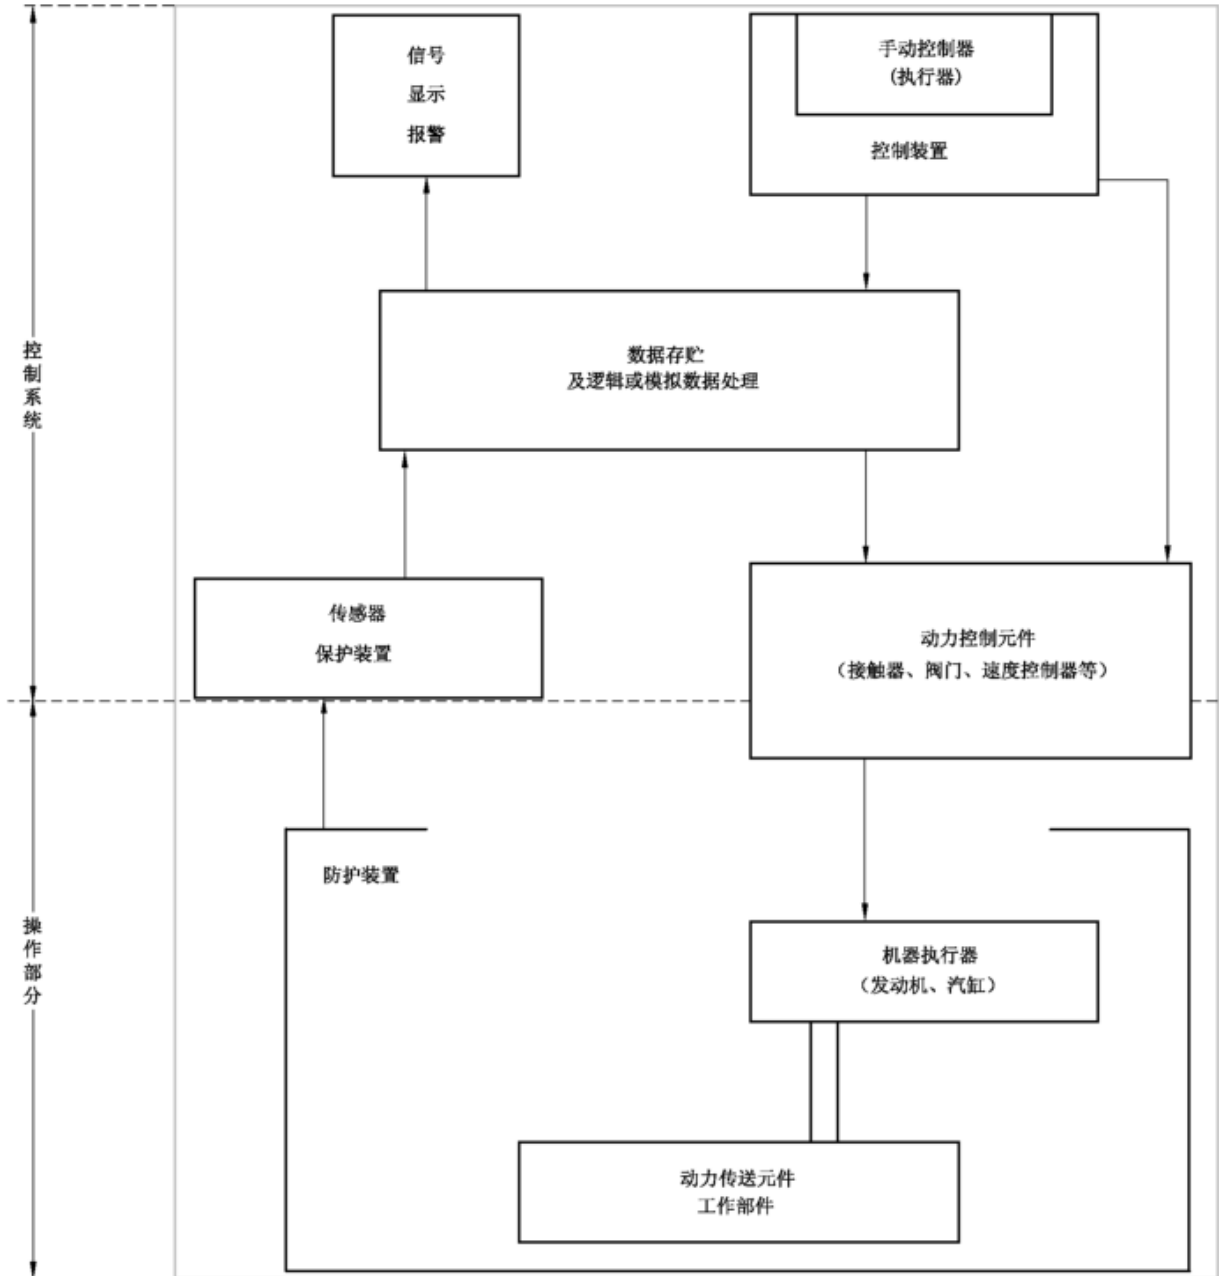 信号
显示
报警
手动控制器
(执行器)
控制装置
数据存贮
及逻辑或模拟数据处理
控制系统
传感器
保护装置
动力控制元件
（接触器、阀门、速度控制器等）
防护装置
操作部分
机器执行器
（发动机、汽缸）
动力传送元件
工作部件